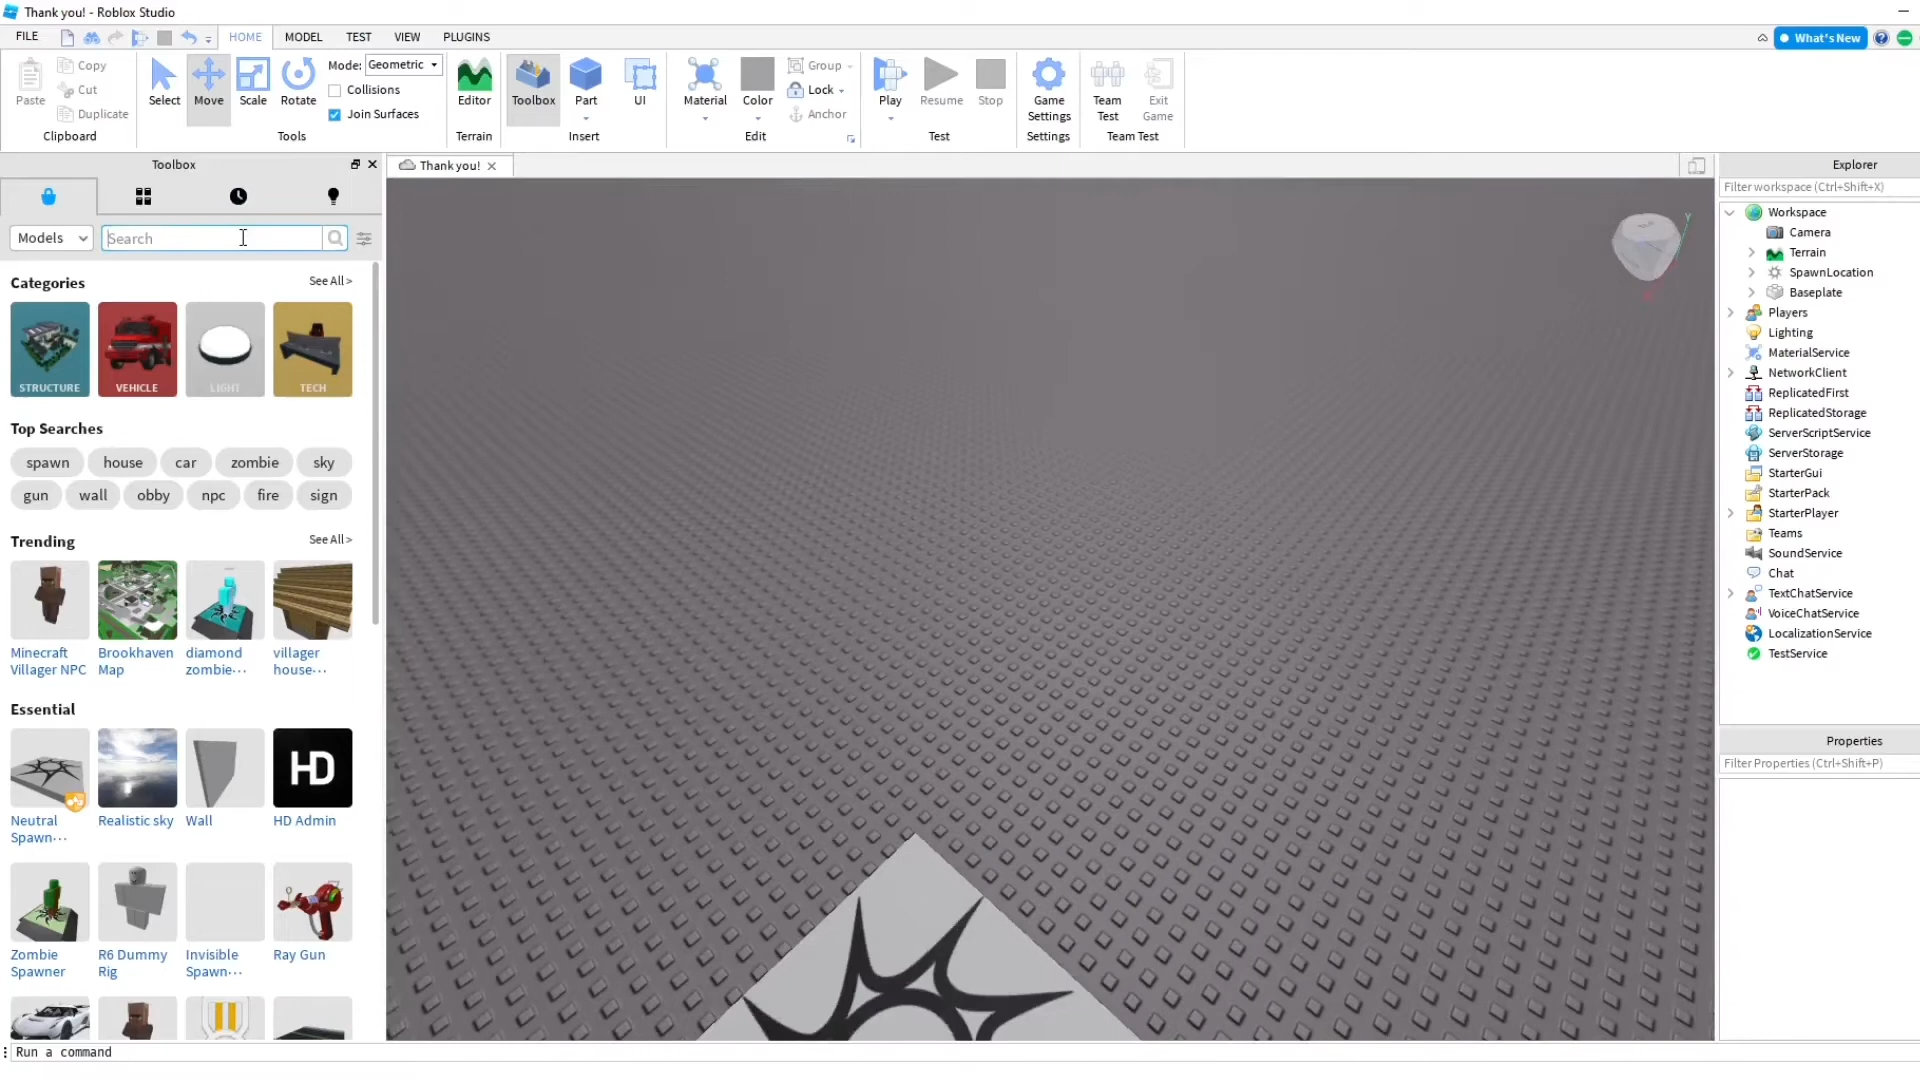 Thank you! - Roblox Studio
FILE HOME MODEL TEST VIEW PLUGINS What's New
Paste Copy Cut Duplicate Clipboard
Select Move Scale Rotate Mode: Geometric Collisions Join Surfaces Tools
Editor Terrain
Toolbox Part UI Insert
Material Color Group Lock Anchor Edit
Play Resume Stop Test
Game Settings Settings
Team Test Exit Game Team Test
Toolbox
Thank you!
Models Search
Categories See All >
STRUCTURE VEHICLE LIGHT TECH
Top Searches
spawn house car zombie sky
gun wall obby npc fire sign
Trending See All >
Minecraft Villager NPC
Brookhaven Map
diamond zombie···
villager house···
Essential
HD
Neutral Spawn···
Realistic sky
Wall
HD Admin
Zombie Spawner
R6 Dummy Rig
Invisible Spawn···
Ray Gun
Run a command
Y
Explorer
Filter workspace (Ctrl+Shift+X)
Workspace
Camera
Terrain
SpawnLocation
Baseplate
Players
Lighting
MaterialService
NetworkClient
ReplicatedFirst
ReplicatedStorage
ServerScriptService
ServerStorage
StarterGui
StarterPack
StarterPlayer
Teams
SoundService
Chat
TextChatService
VoiceChatService
LocalizationService
TestService
Properties
Filter Properties (Ctrl+Shift+P)